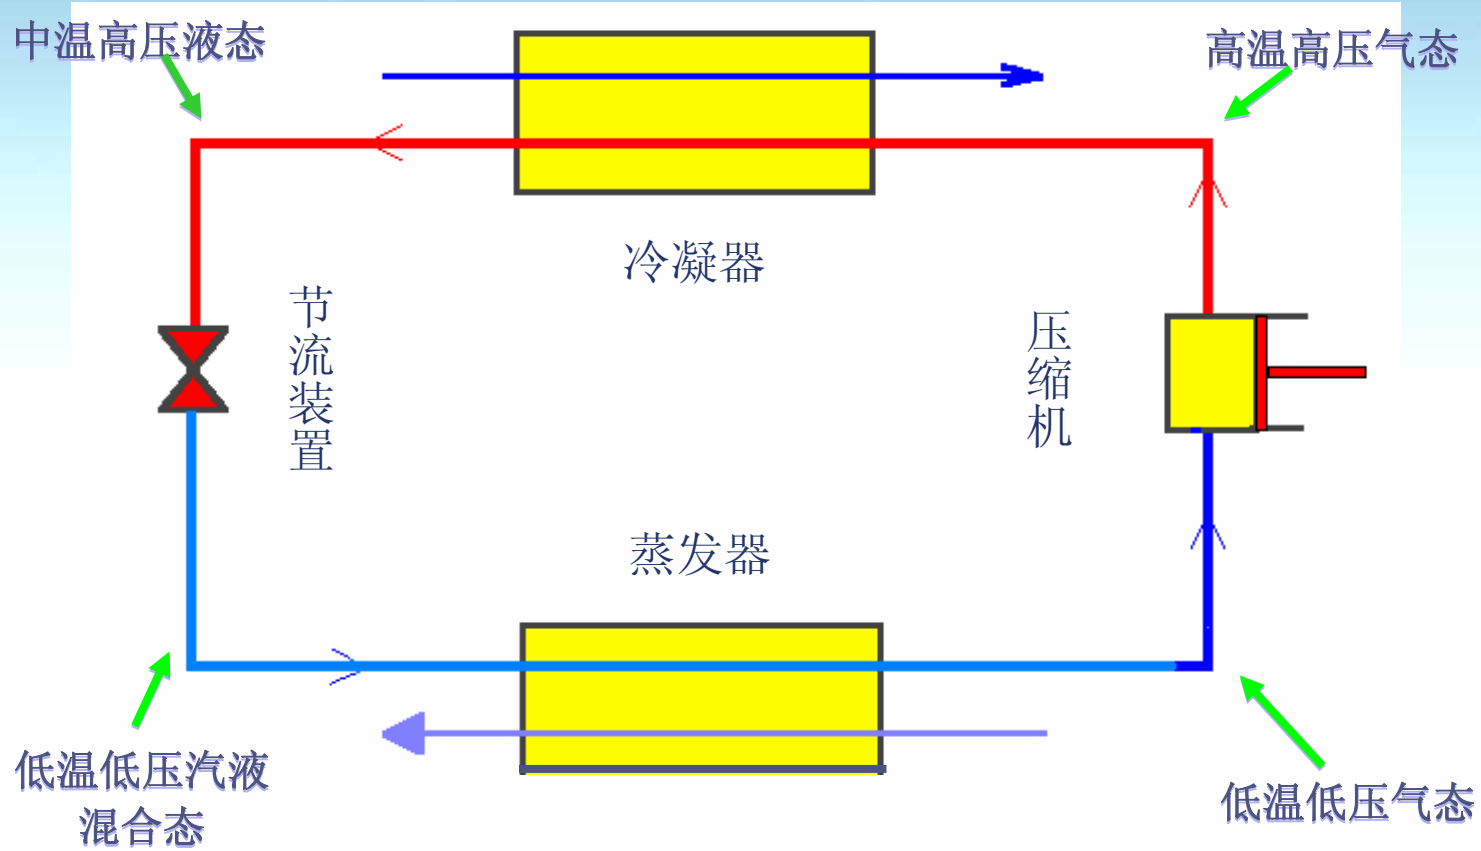 中温高压液态
高温高压气态
冷凝器
节流装置
压缩机
蒸发器
低温低压汽液
混合态
低温低压气态